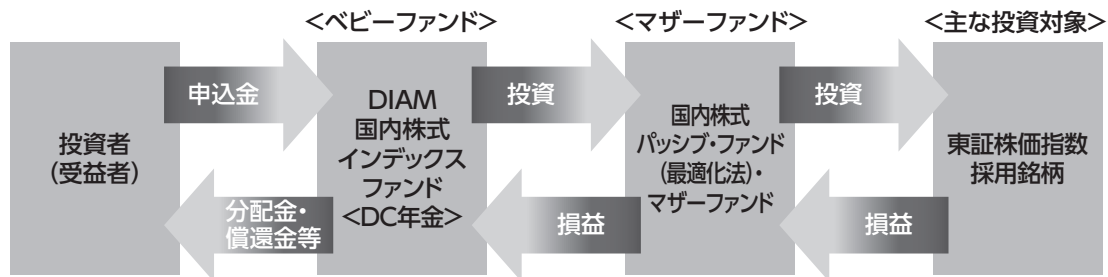 <ベビーファンド>
<マザーファンド>
<主な投資対象>
投資者
(受益者)
申込金
分配金・
償還金等
DIAM
国内株式
インデックス
ファンド
<DC年金>
投資
損益
国内株式
パッシブ・ファンド
(最適化法)・
マザーファンド
投資
損益
東証株価指数
採用銘柄